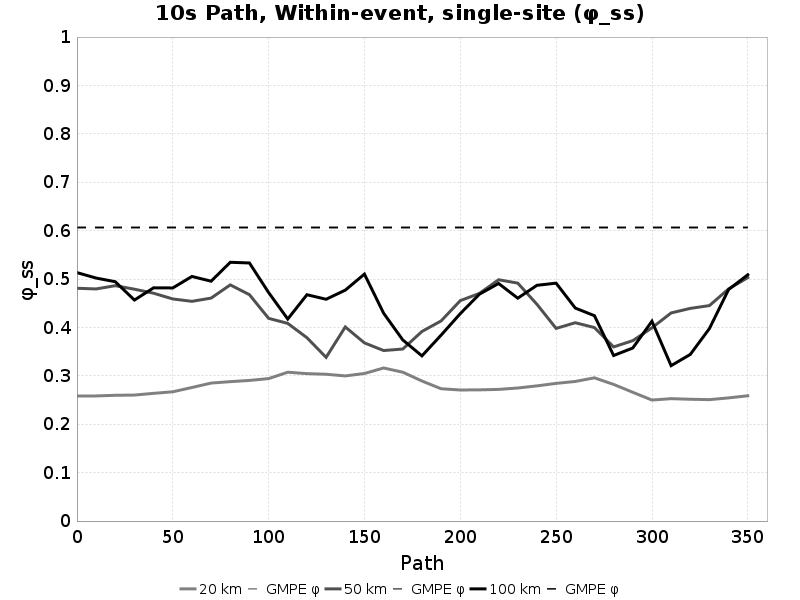 10s Path, Within-event, single-site (φ_ss)
1
0.9
0.8
0.7
0.6
0.5
0.4
0.3
0.2
0.1
0
φ_ss
0 50 100 150 200 250 300 350
Path
20 km GMPE φ 50 km GMPE φ 100 km GMPE φ